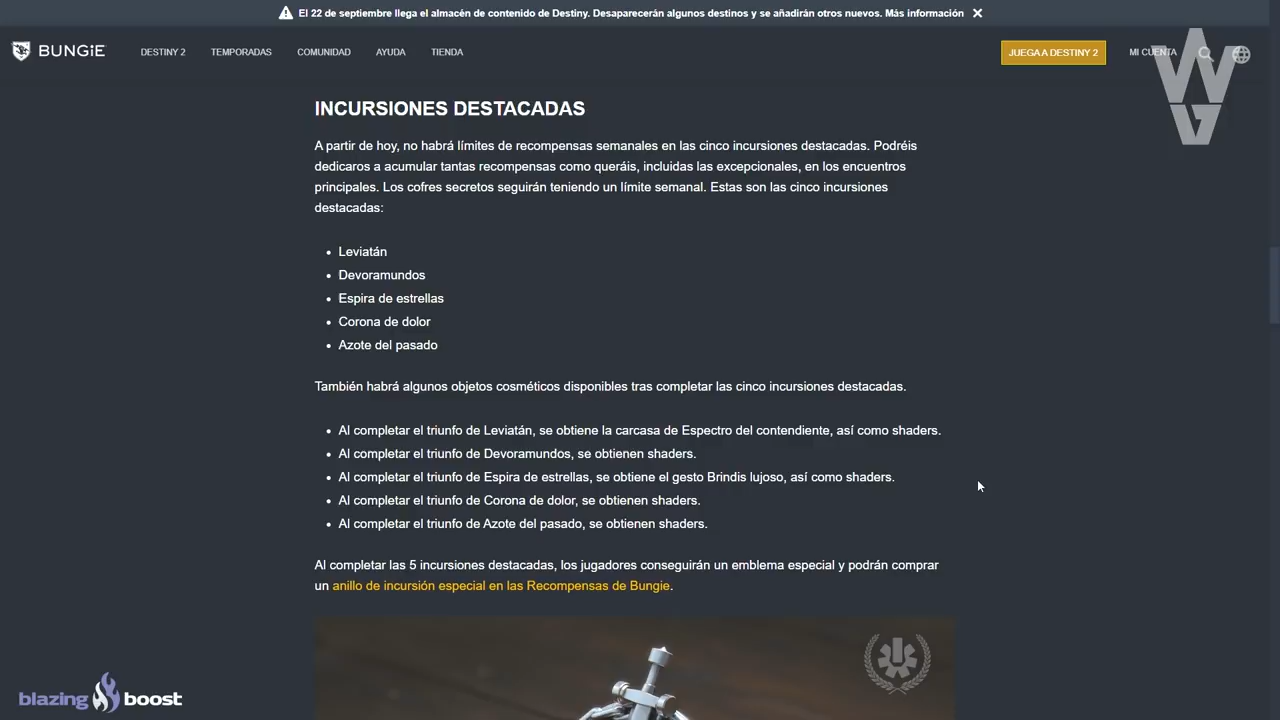 El 22 de septiembre llega el almacén de contenido de Destiny. Desaparecerán algunos destinos y se añadirán otros nuevos. Más información
BUNGiE
DESTINY 2
TEMPORADAS
COMUNIDAD
AYUDA
TIENDA
JUEGA A DESTINY 2
MI CUENTA
WG
INCURSIONES DESTACADAS
A partir de hoy, no habrá límites de recompensas semanales en las cinco incursiones destacadas. Podréis
dedicaros a acumular tantas recompensas como queráis, incluidas las excepcionales, en los encuentros
principales. Los cofres secretos seguirán teniendo un límite semanal. Estas son las cinco incursiones
destacadas:
• Leviatán
• Devoramundos
• Espira de estrellas
• Corona de dolor
• Azote del pasado
También habrá algunos objetos cosméticos disponibles tras completar las cinco incursiones destacadas.
• Al completar el triunfo de Leviatán, se obtiene la carcasa de Espectro del contendiente, así como shaders.
• Al completar el triunfo de Devoramundos, se obtienen shaders.
• Al completar el triunfo de Espira de estrellas, se obtiene el gesto Brindis lujoso, así como shaders.
• Al completar el triunfo de Corona de dolor, se obtienen shaders.
• Al completar el triunfo de Azote del pasado, se obtienen shaders.
Al completar las 5 incursiones destacadas, los jugadores conseguirán un emblema especial y podrán comprar
un anillo de incursión especial en las Recompensas de Bungie.
blazing boost